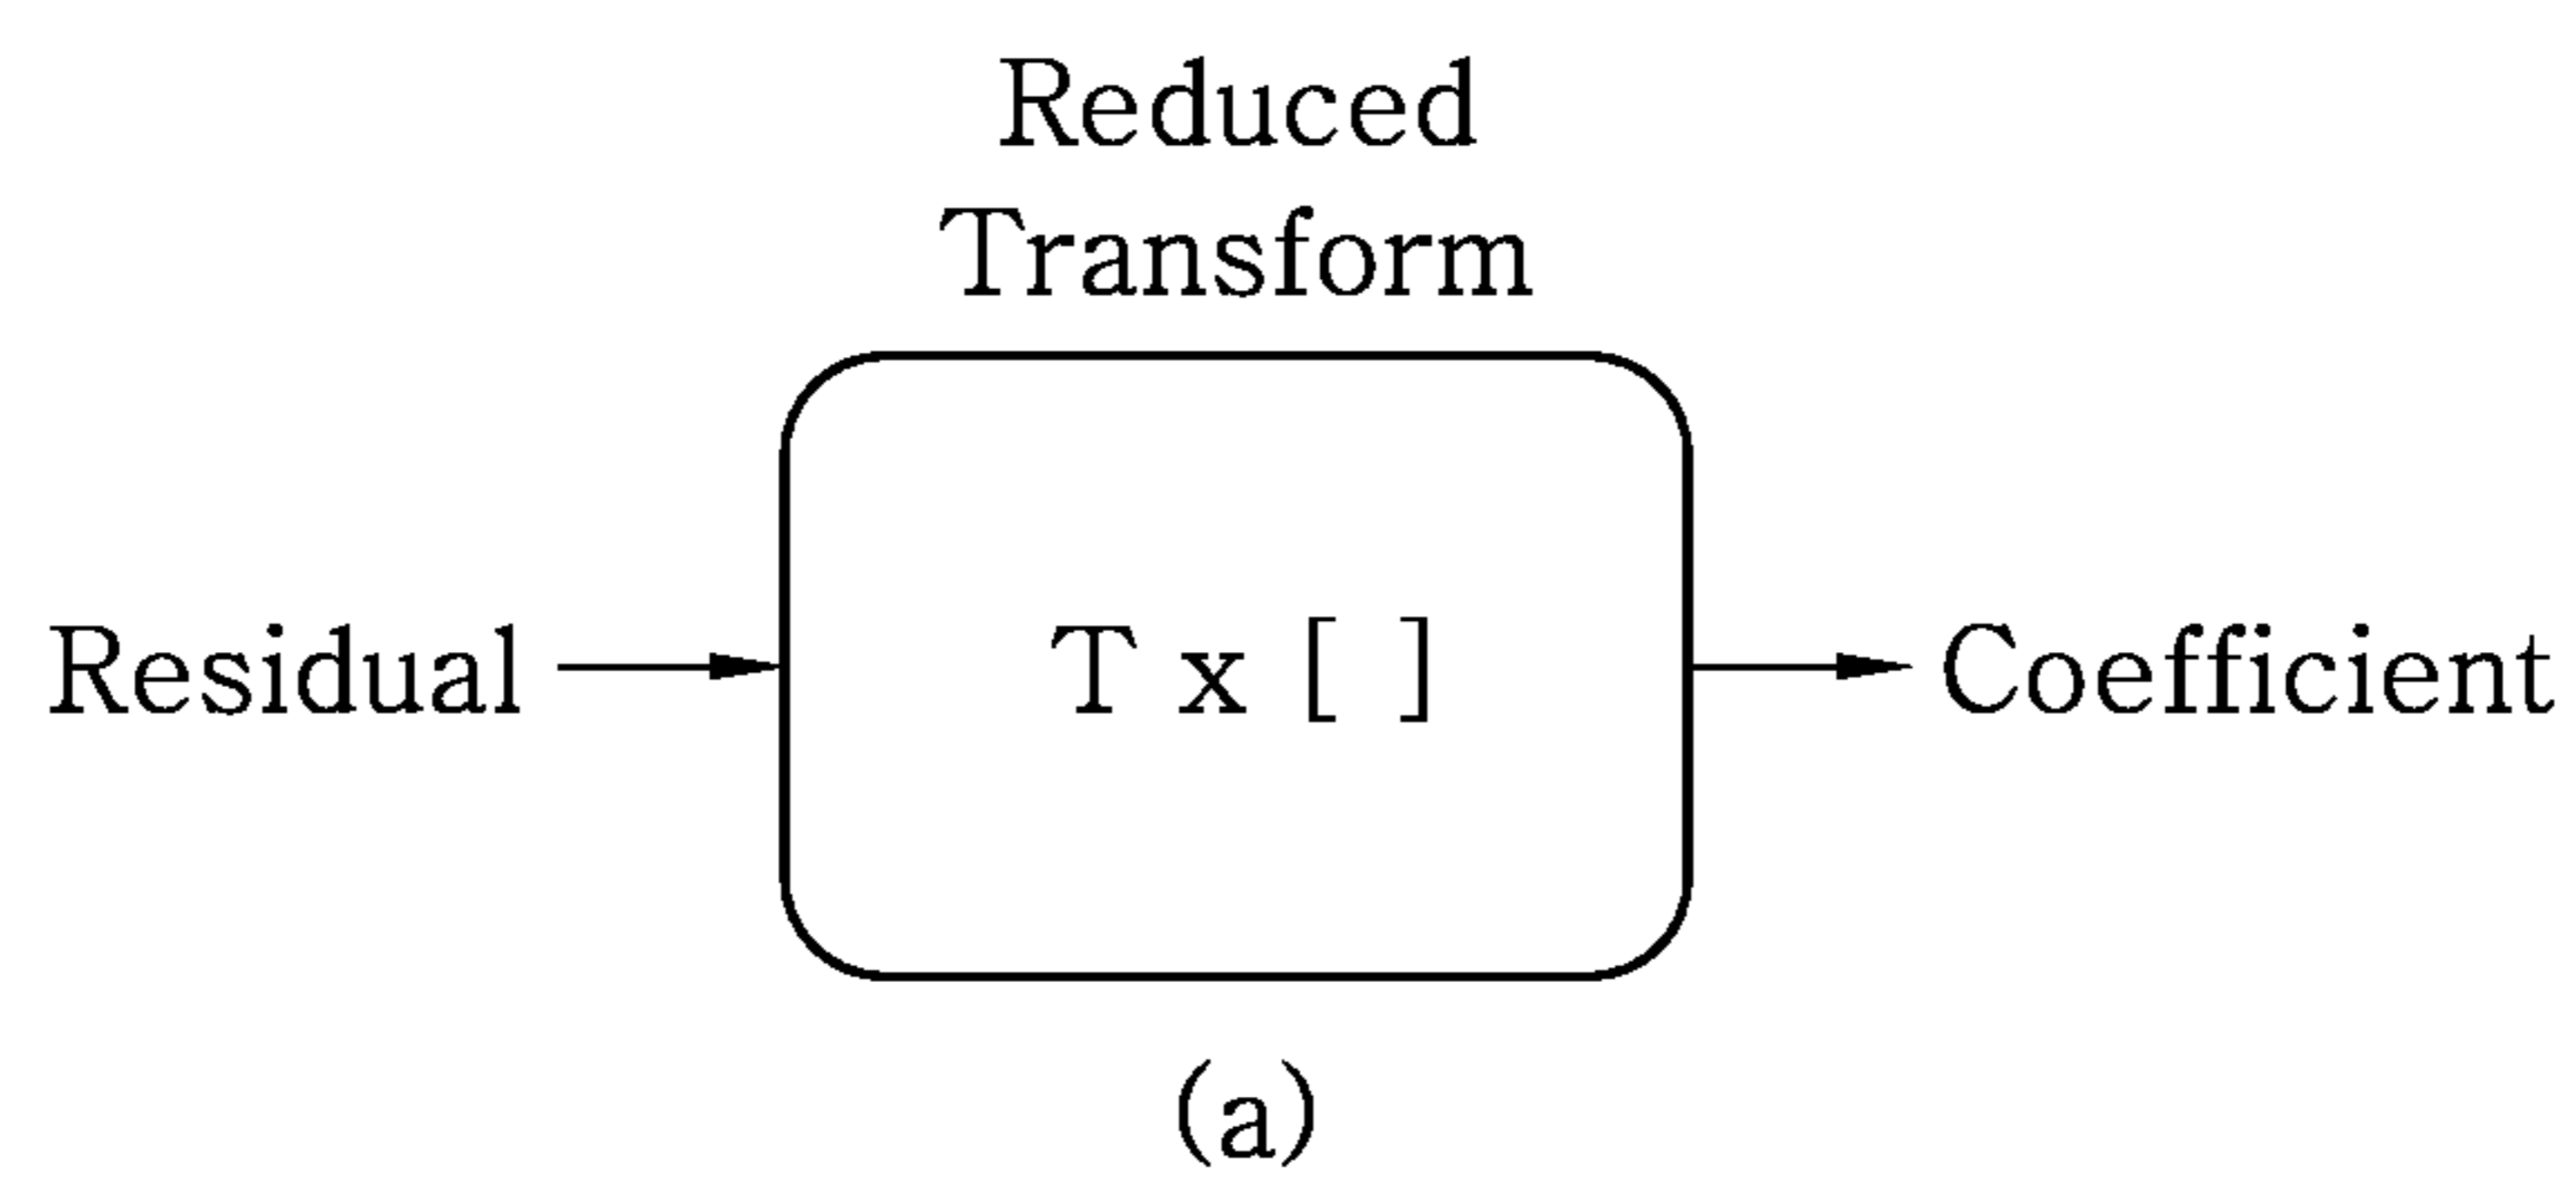 Reduced
Transform
Residual
T x [ ]
Coefficient
(a)